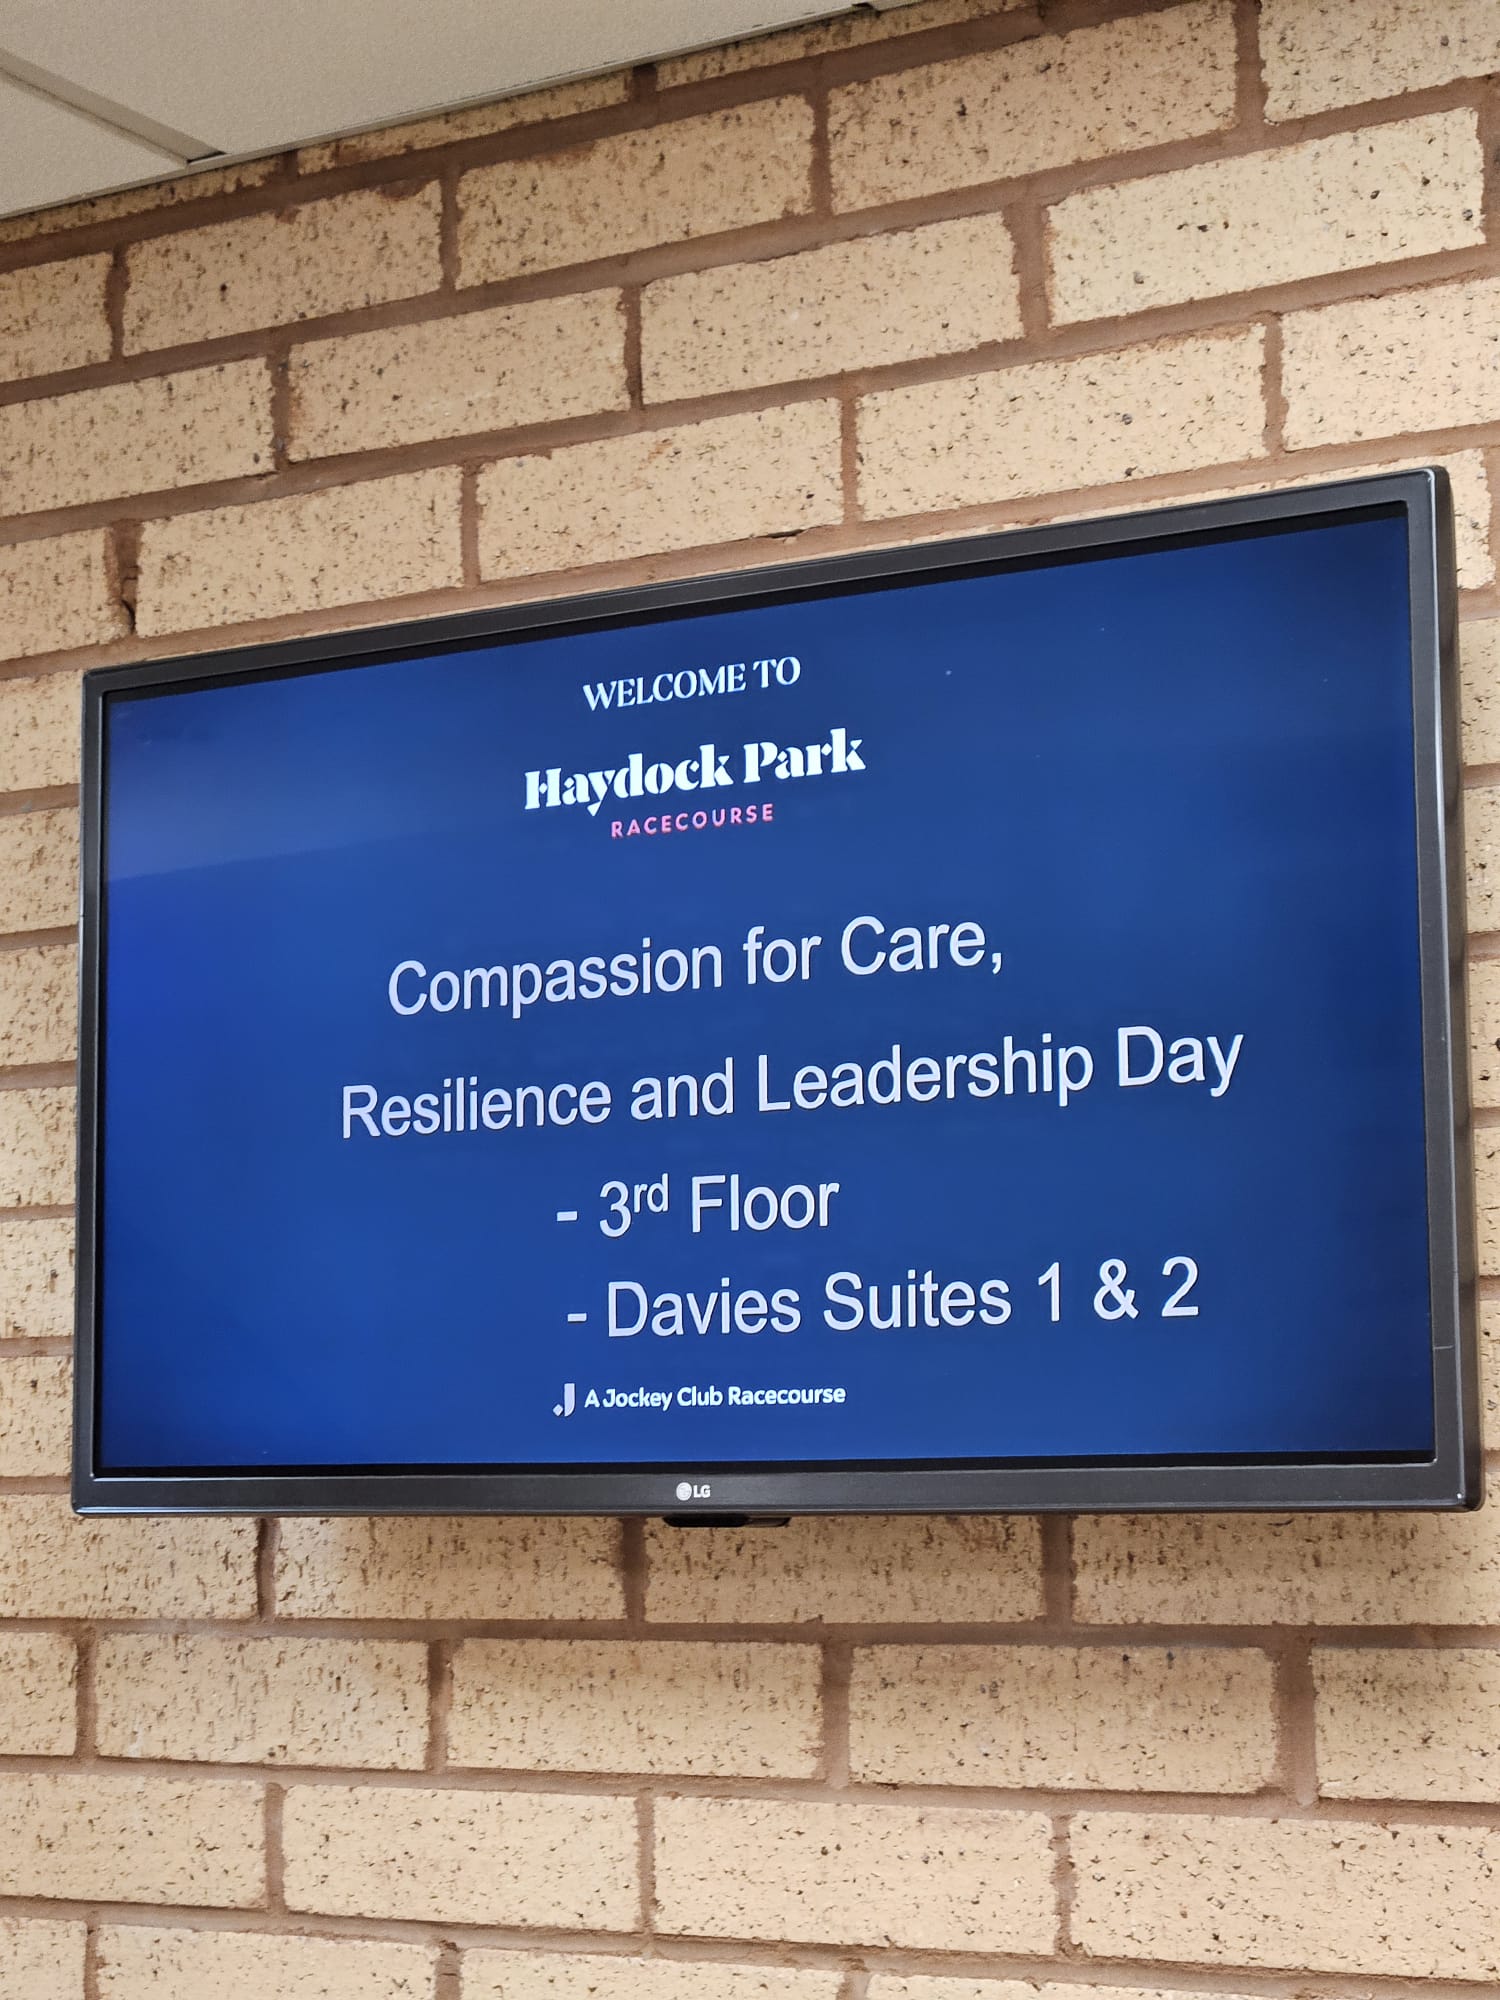 WELCOME TO
Haydock Park
RACECOURSE
Compassion for Care,
Resilience and Leadership Day
- 3rd Floor
- Davies Suites 1 & 2
A Jockey Club Racecourse
LG